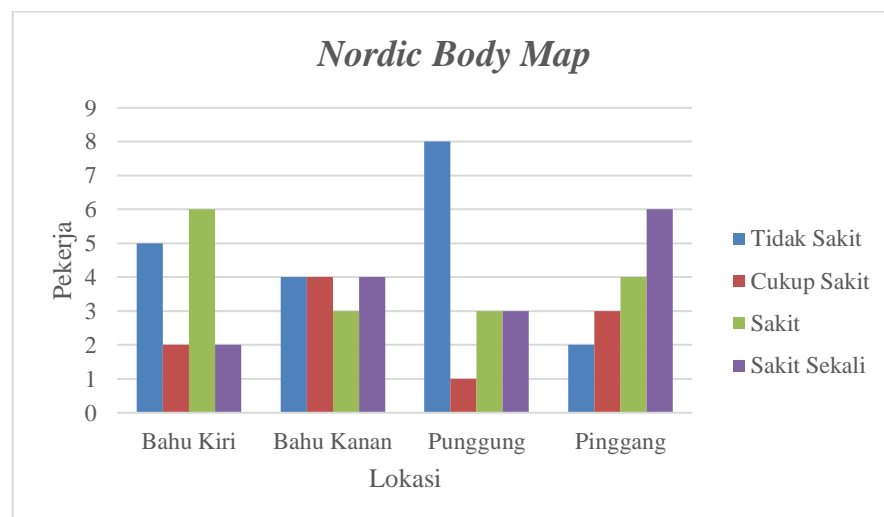 Nordic Body Map
9
8
7
6
5
4
3
2
1
0
Pekerja
Bahu Kiri
Bahu Kanan
Punggung
Pinggang
Lokasi
Tidak Sakit
Cukup Sakit
Sakit
Sakit Sekali